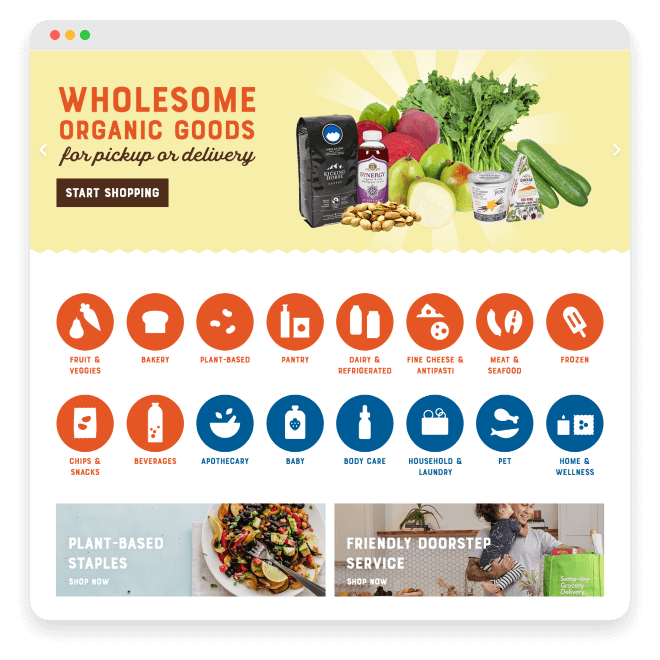 WHOLESOME
ORGANIC GOODS
for pickup or delivery
START SHOPPING
KICKING
HORSE
SYNERGY
FRUIT &
VEGGIES
BAKERY
PLANT-BASED
PANTRY
DAIRY &
REFRIGERATED
FINE CHEESE &
ANTIPASTI
MEAT &
SEAFOOD
FROZEN
CHIPS &
SNACKS
BEVERAGES
APOTHECARY
BABY
BODY CARE
HOUSEHOLD &
LAUNDRY
PET
HOME &
WELLNESS
PLANT-BASED
STAPLES
SHOP NOW
FRIENDLY DOORSTEP
SERVICE
SHOP NOW
Same-day
Grocery
Delivery.